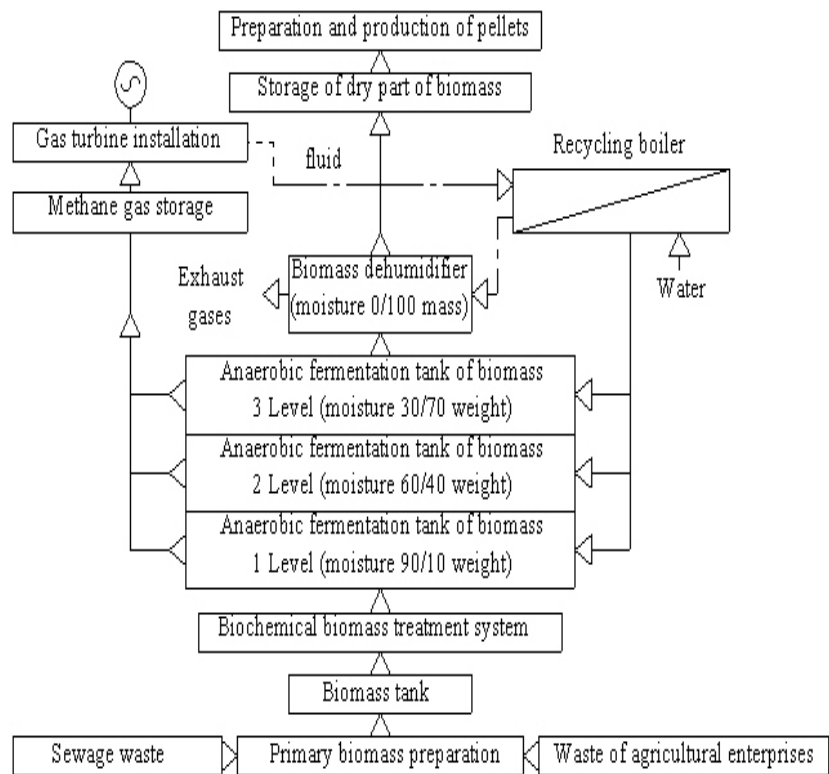 Preparation and production of pellets
Storage of dry part of biomass
Gas turbine installation
fluid
Recycling boiler
Methane gas storage
Biomass dehumidifier
(moisture 0/100 mass)
Exhaust
gases
Water
Anaerobic fermentation tank of biomass
3 Level (moisture 30/70 weight)
Anaerobic fermentation tank of biomass
2 Level (moisture 60/40 weight)
Anaerobic fermentation tank of biomass
1 Level (moisture 90/10 weight)
Biochemical biomass treatment system
Biomass tank
Sewage waste
Primary biomass preparation
Waste of agricultural enterprises